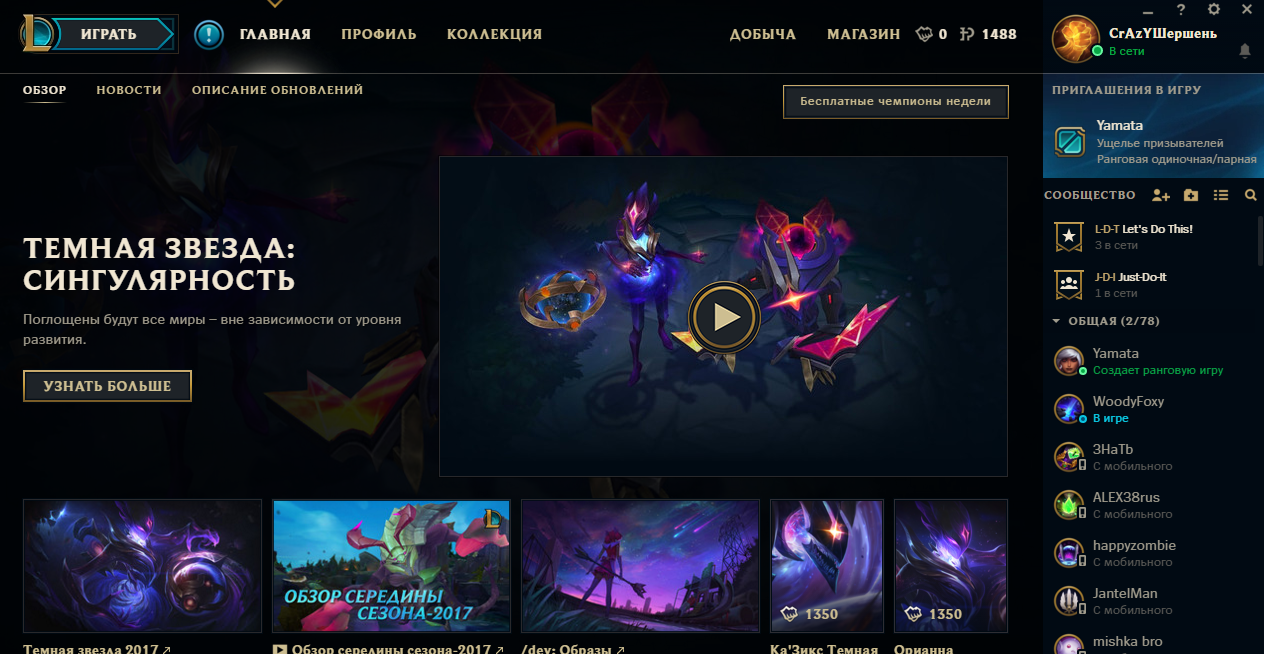 ИГРАТЬ
ГЛАВНАЯ
ПРОФИЛЬ
КОЛЛЕКЦИЯ
ДОБЫЧА
МАГАЗИН
0
1488
?
CrAzYШершень
В сети
ОБЗОР
НОВОСТИ
ОПИСАНИЕ ОБНОВЛЕНИЙ
Бесплатные чемпионы недели
ПРИГЛАШЕНИЯ В ИГРУ
Yamata
Ущелье призывателей
Ранговая одиночная/парная
ТЕМНАЯ ЗВЕЗДА:
СИНГУЛЯРНОСТЬ
Поглощены будут все миры – вне зависимости от уровня
развития.
УЗНАТЬ БОЛЬШЕ
СООБЩЕСТВО
L-D-T Let's Do This!
3 в сети
J-D-I Just-Do-It
1 в сети
ОБЩАЯ (2/78)
Yamata
Создает ранговую игру
WoodyFoxy
В игре
3HaTb
С мобильного
ALEX38rus
С мобильного
happyzombie
С мобильного
JantelMan
С мобильного
mishka bro
ОБЗОР СЕРЕДИНЫ
СЕЗОНА-2017
1350
1350
Темная звезда 2017
Обзор середины сезона-2017
/dev: Образы
Ка'Зикс Темная
Орианна